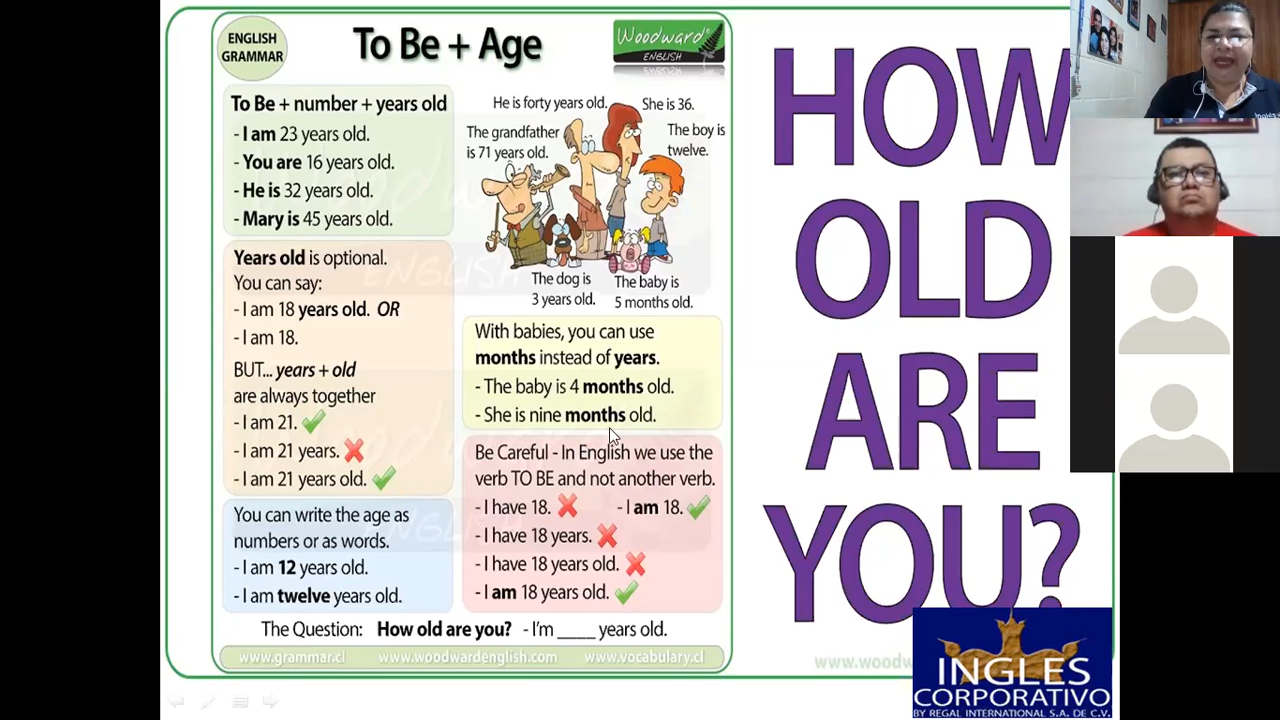 ENGLISH
GRAMMAR
To Be + Age
Woodward®
ENGLISH
To Be + number + years old
- I am 23 years old.
- You are 16 years old.
- He is 32 years old.
- Mary is 45 years old.
Years old is optional.
You can say:
- I am 18 years old. OR
- I am 18.
BUT... years + old
are always together
- I am 21.
- I am 21 years.
- I am 21 years old.
You can write the age as
numbers or as words.
- I am 12 years old.
- I am twelve years old.
He is forty years old.
She is 36.
The grandfather
is 71 years old.
The boy is
twelve.
The dog is
3 years old.
The baby is
5 months old.
With babies, you can use
months instead of years.
- The baby is 4 months old.
- She is nine months old.
Be Careful - In English we use the
verb TO BE and not another verb.
- I have 18. - I am 18.
- I have 18 years.
- I have 18 years old.
- I am 18 years old.
The Question: How old are you? - I'm ____ years old.
www.grammar.cl www.woodwardenglish.com www.vocabulary.cl
HOW
OLD
ARE
YOU?
www.woodw
INGLES
CORPORATIVO
BY REGAL INTERNATIONAL S.A. DE C.V.